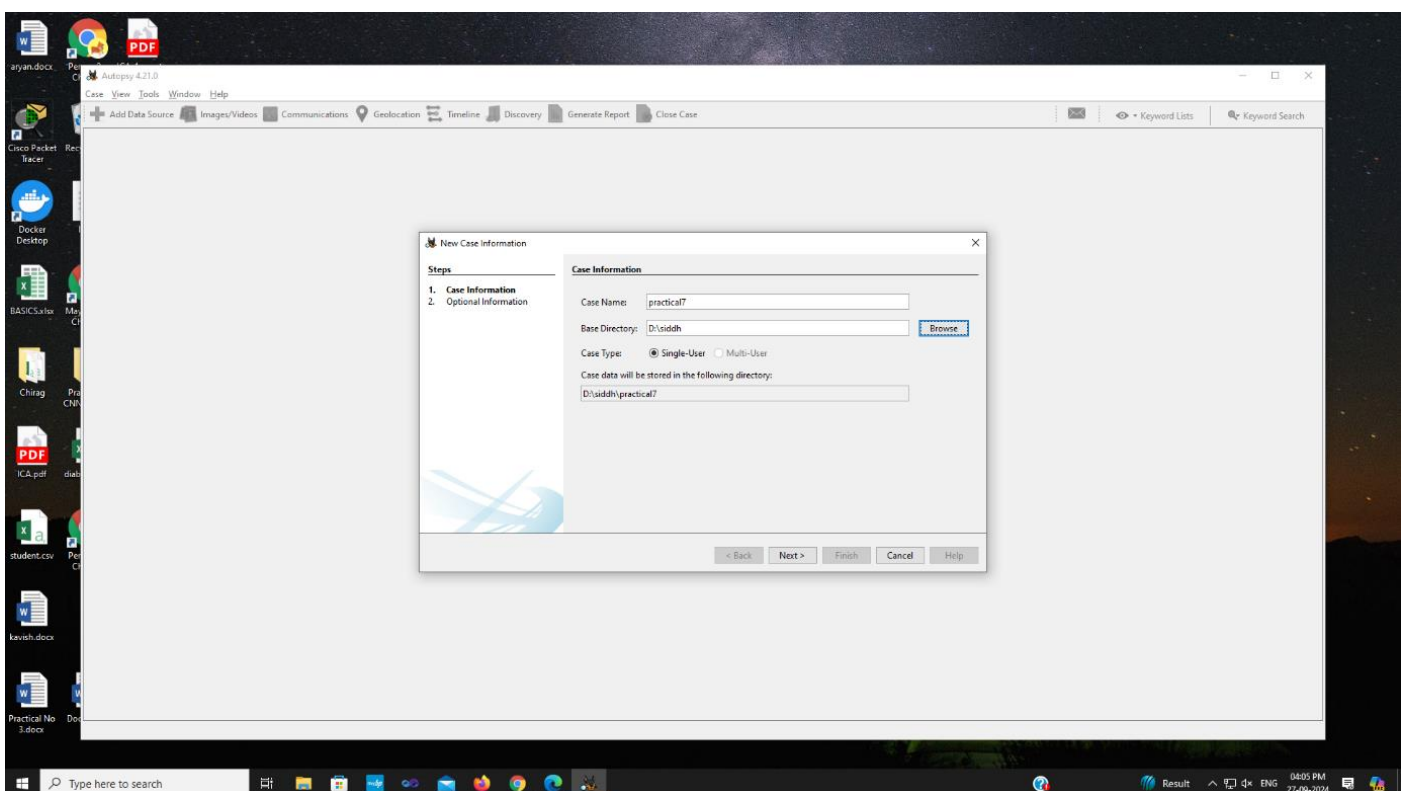 aryan.docx
PDF
Autopsy 4.21.0
Case View Tools Window Help
Add Data Source Images/Videos Communications Geolocation Timeline Discovery Generate Report Close Case Keyword Lists Keyword Search
Cisco Packet
Tracer
Docker
Desktop
BASICS.xlsx
Chirag
PDF
ICA.pdf
student.csv
kavish.docx
Practical No
3.docx
New Case Information
Steps
1. Case Information
2. Optional Information
Case Information
Case Name: practical7
Base Directory: D:\siddh Browse
Case Type: Single-User Multi-User
Case data will be stored in the following directory:
D:\siddh\practical7
< Back Next > Finish Cancel Help
Type here to search
Result ENG 04:05 PM
27-09-2024